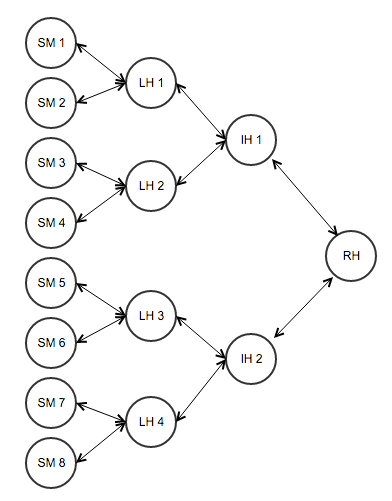 SM 1
SM 2
SM 3
SM 4
SM 5
SM 6
SM 7
SM 8
LH 1
LH 2
LH 3
LH 4
IH 1
IH 2
RH